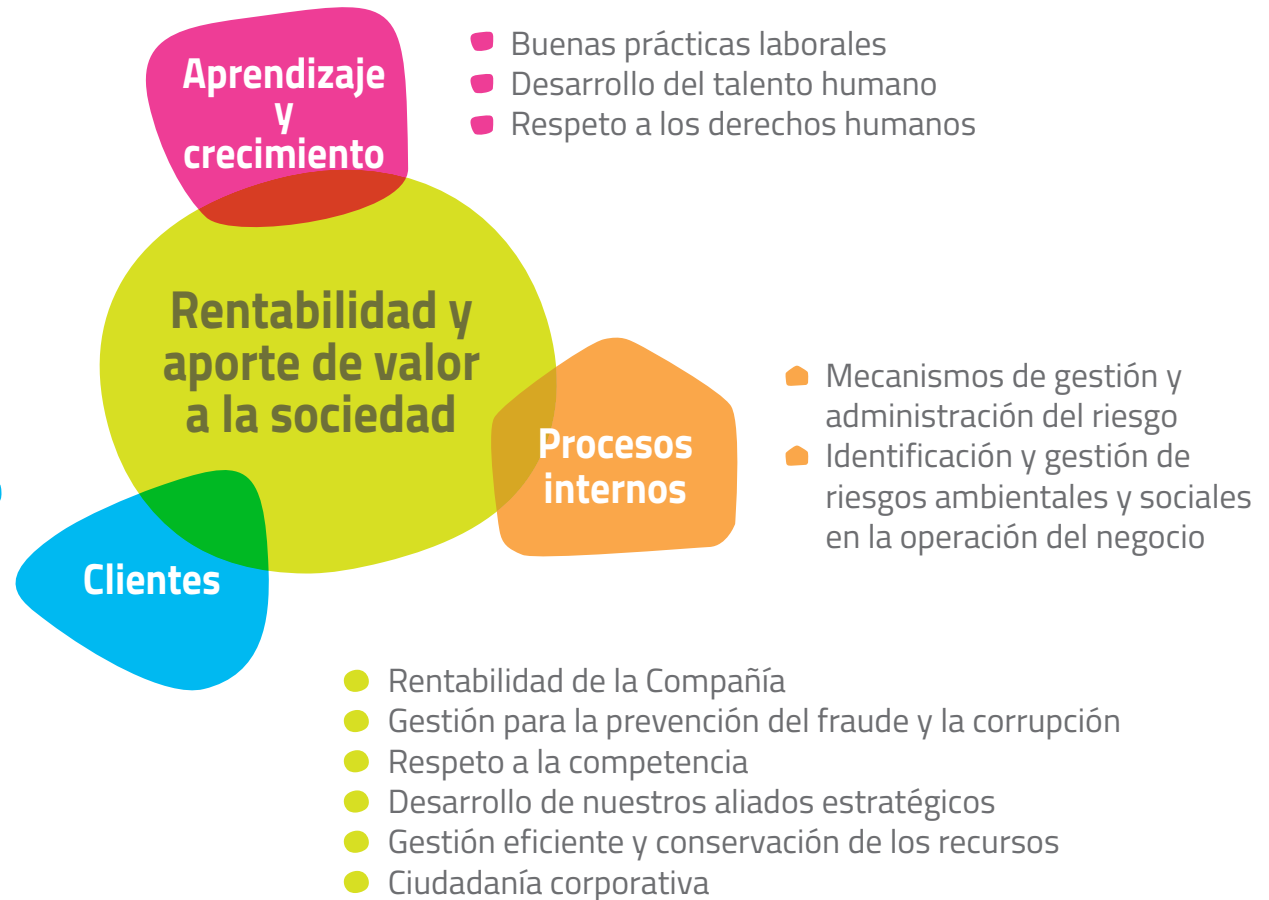 Aprendizaje
y
crecimiento
Buenas prácticas laborales
Desarrollo del talento humano
Respeto a los derechos humanos
Rentabilidad y
aporte de valor
a la sociedad
Procesos
internos
Mecanismos de gestión y
administración del riesgo
Identificación y gestión de
riesgos ambientales y sociales
en la operación del negocio
Clientes
Rentabilidad de la Compañía
Gestión para la prevención del fraude y la corrupción
Respeto a la competencia
Desarrollo de nuestros aliados estratégicos
Gestión eficiente y conservación de los recursos
Ciudadanía corporativa